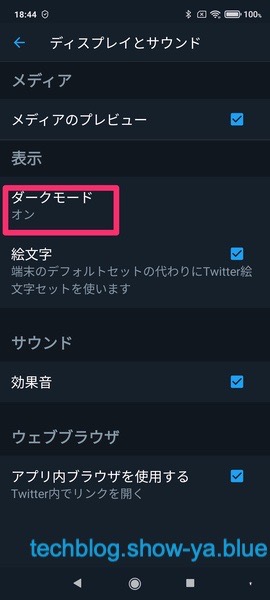 18:44 100%
ディスプレイとサウンド
メディア
メディアのプレビュー
表示
ダークモード
オン
絵文字
端末のデフォルトセットの代わりにTwitter絵
文字セットを使います
サウンド
効果音
ウェブブラウザ
アプリ内ブラウザを使用する
Twitter内でリンクを開く
techblog.show-ya.blue